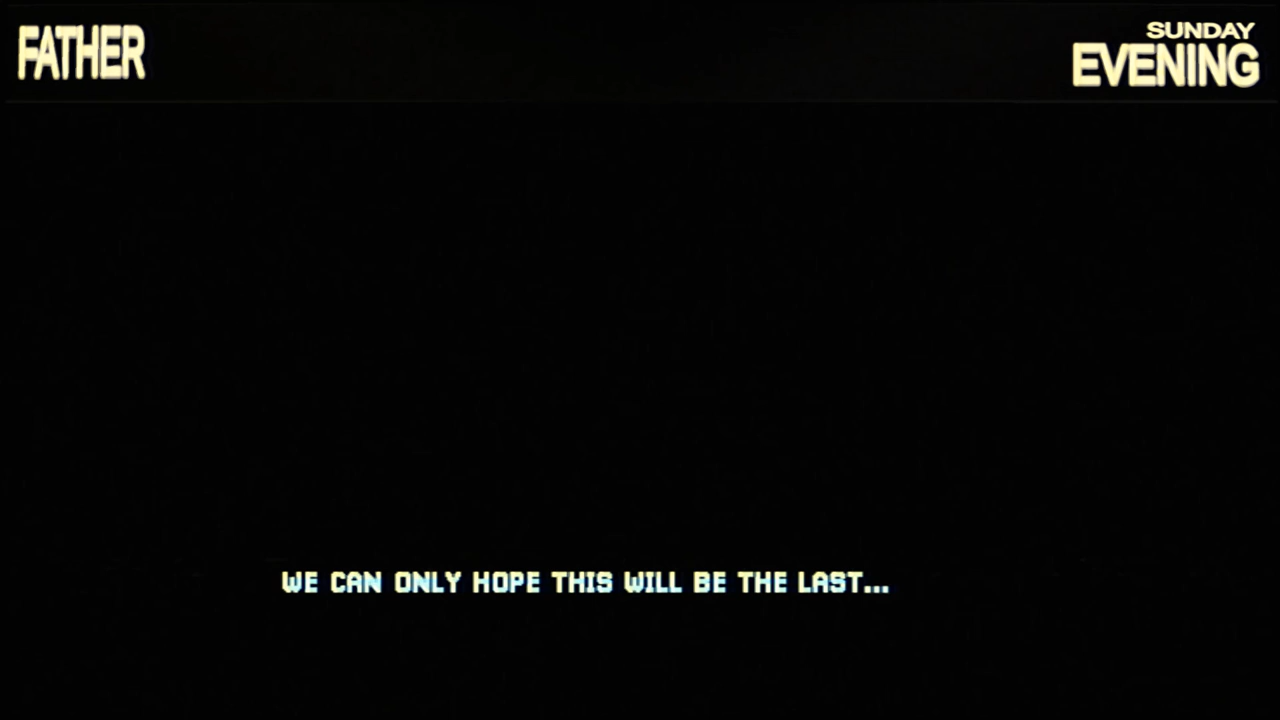 FATHER
SUNDAY
EVENING
WE CAN ONLY HOPE THIS WILL BE THE LAST...